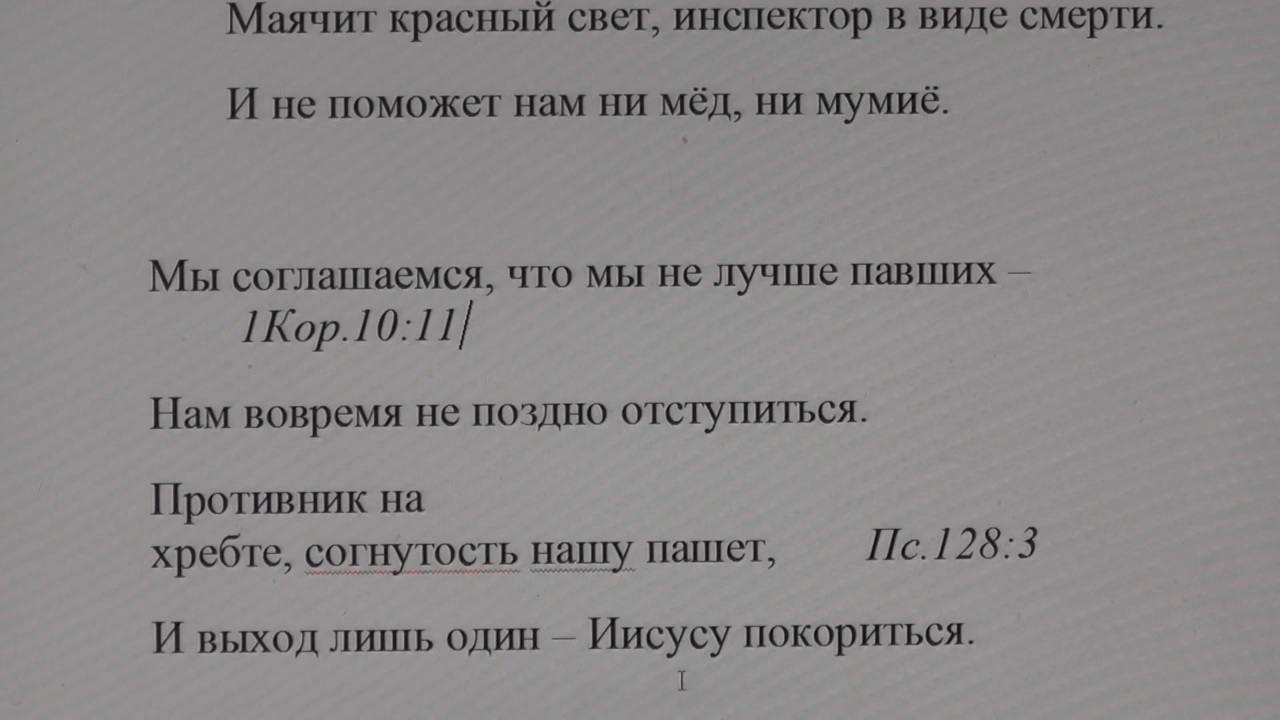 Маячит красный свет, инспектор в виде смерти.
И не поможет нам ни мёд, ни мумиё.
Мы соглашаемся, что мы не лучше павших –
1Кор.10:11
Нам вовремя не поздно отступиться.
Противник на
хребте, согнутость нашу пашет, Пс.128:3
И выход лишь один – Иисусу покориться.